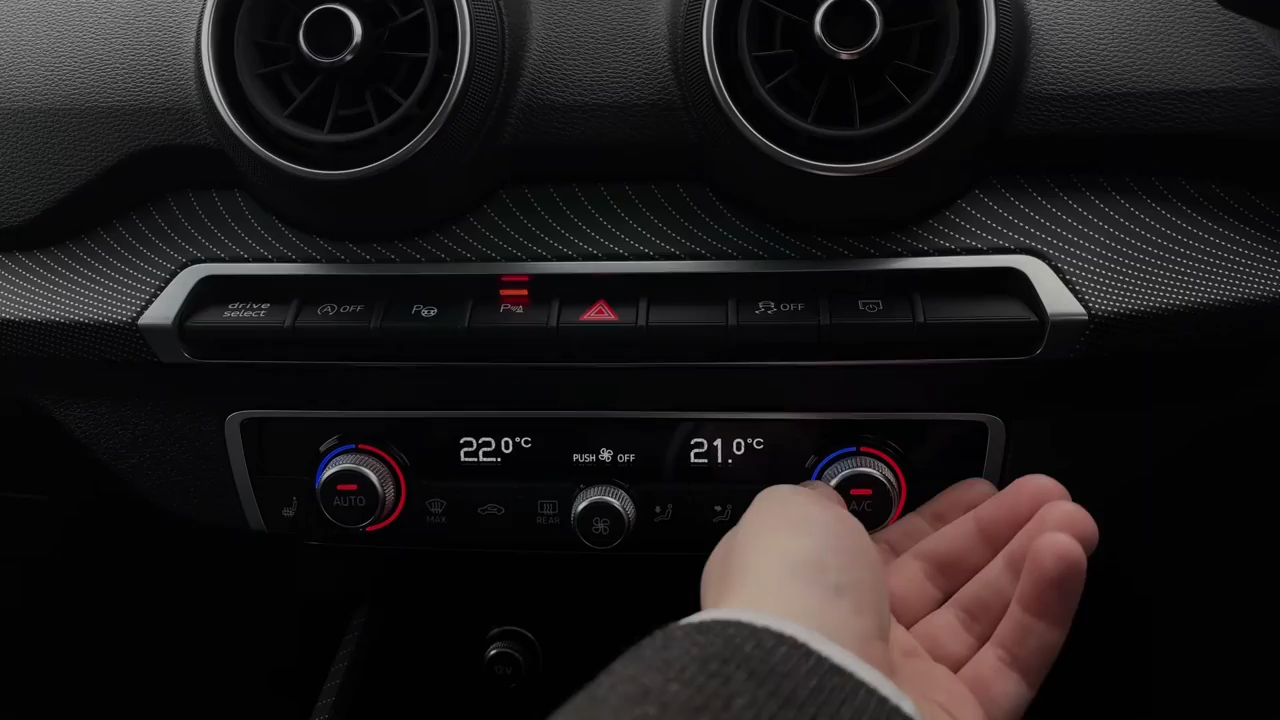 drive
select
A OFF
P
P
OFF
22.0°C
PUSH OFF
21.0°C
AUTO
MAX
REAR
A/C